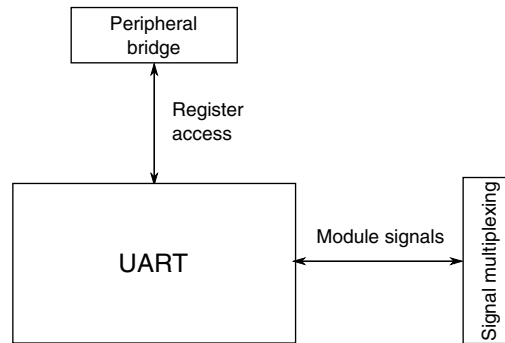 Peripheral
bridge
Register
access
UART
Module signals
Signal multiplexing